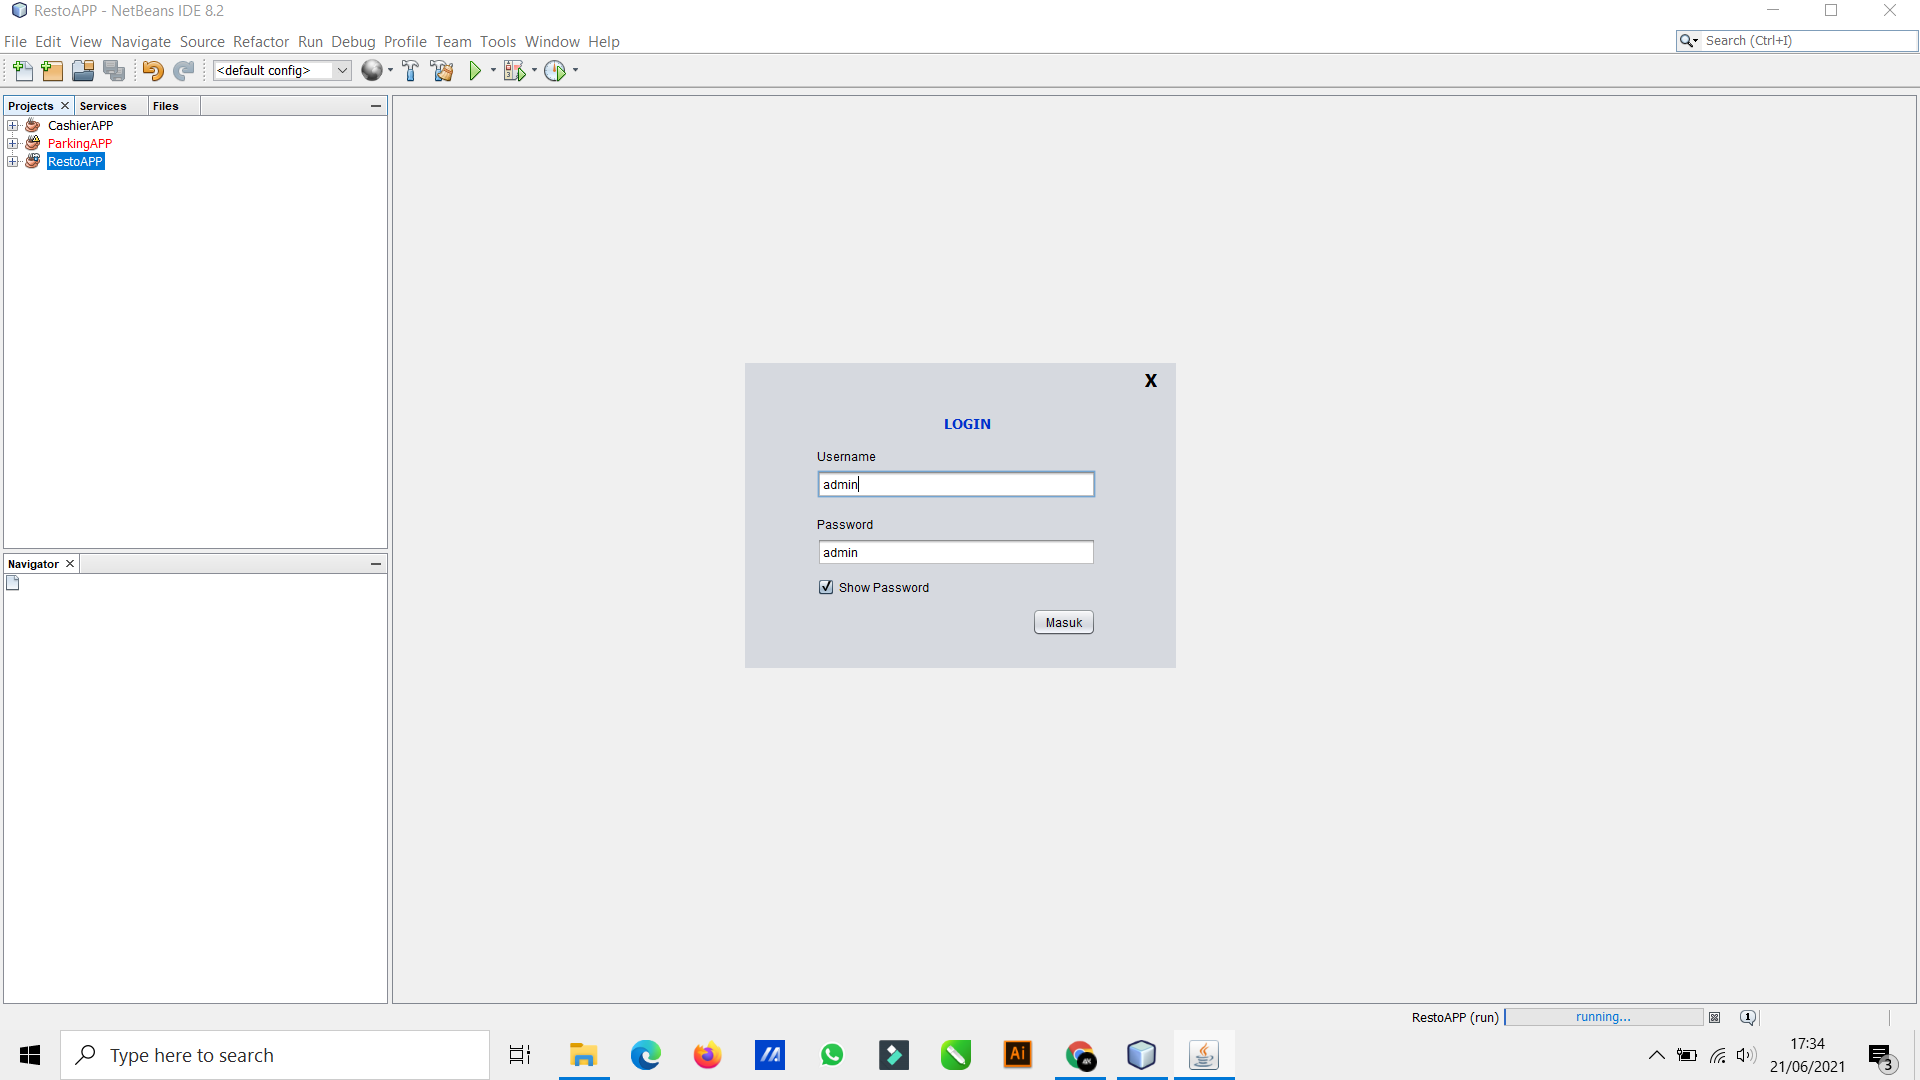 RestoAPP - NetBeans IDE 8.2
File Edit View Navigate Source Refactor Run Debug Profile Team Tools Window Help
Search (Ctrl+I)
<default config>
Projects Services Files
CashierAPP
ParkingAPP
RestoAPP
X
LOGIN
Username
admin
Password
admin
Show Password
Masuk
Navigator
RestoAPP (run) running...
1
Type here to search
Ai
17:34
21/06/2021
3